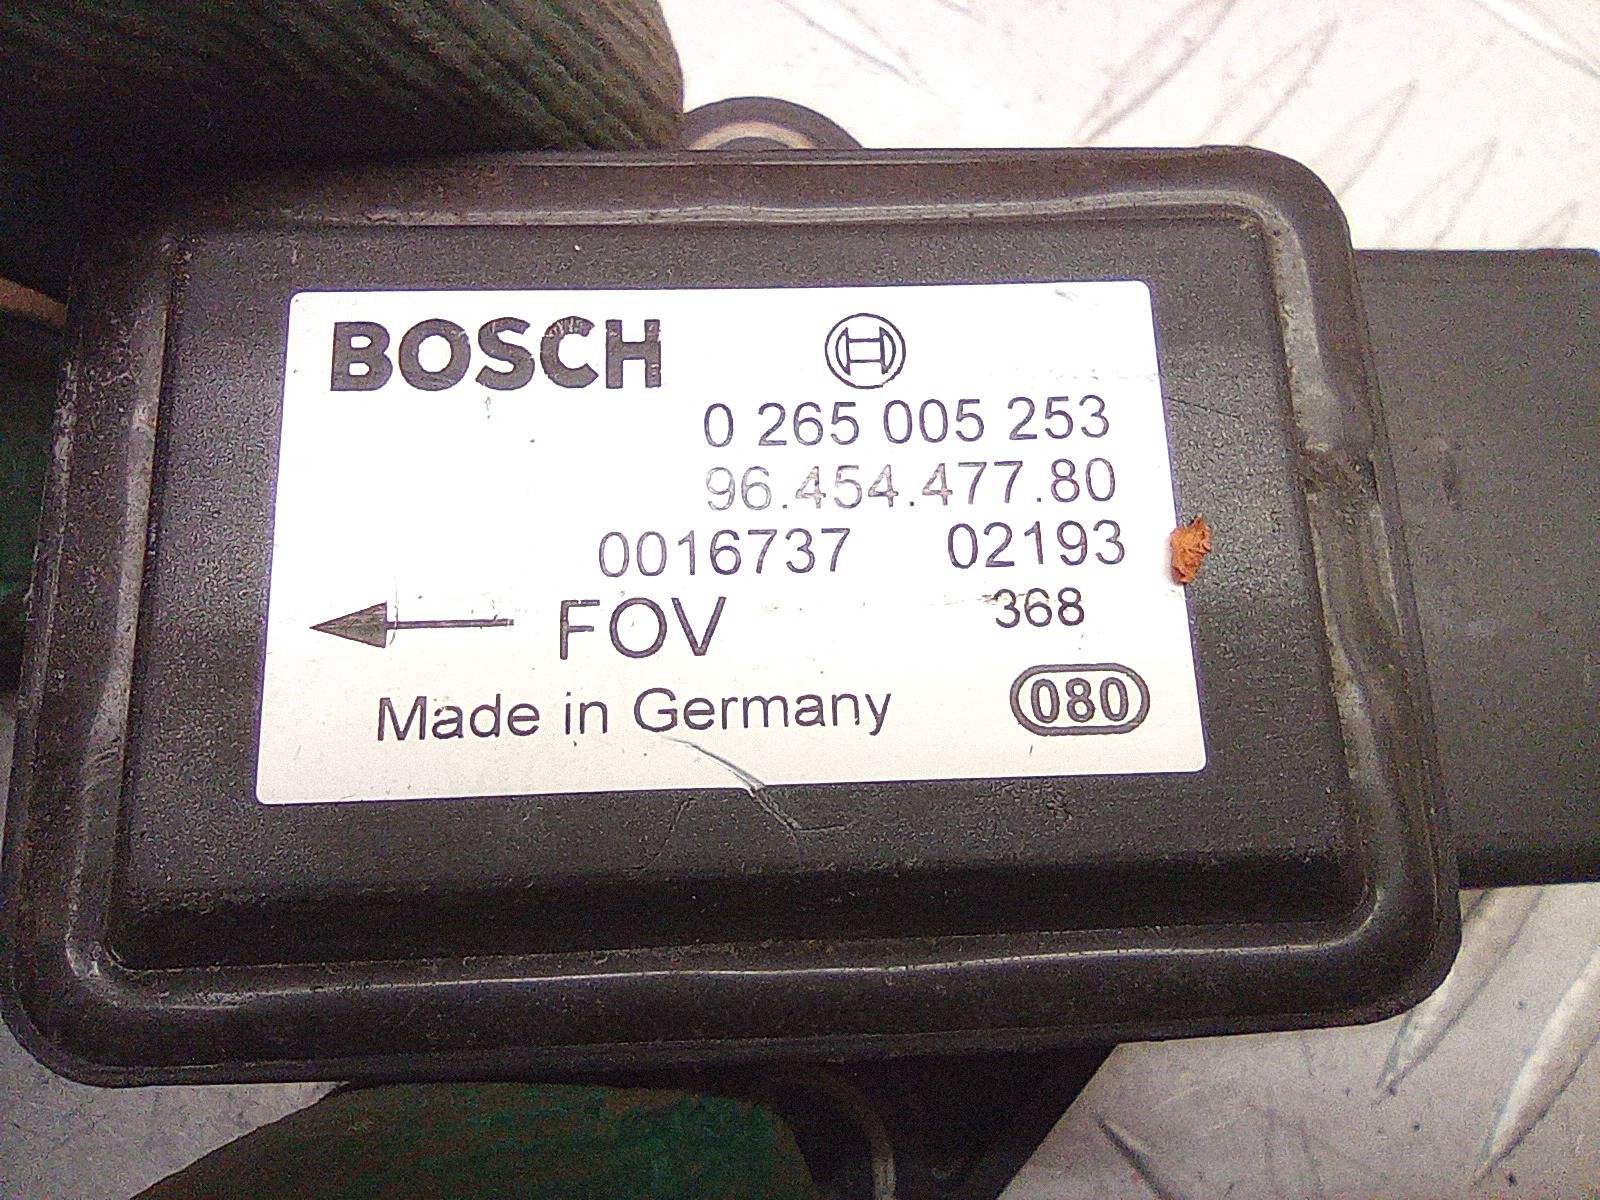 BOSCH
0 265 005 253
96.454.477.80
0016737 02193
FOV 368
Made in Germany 080